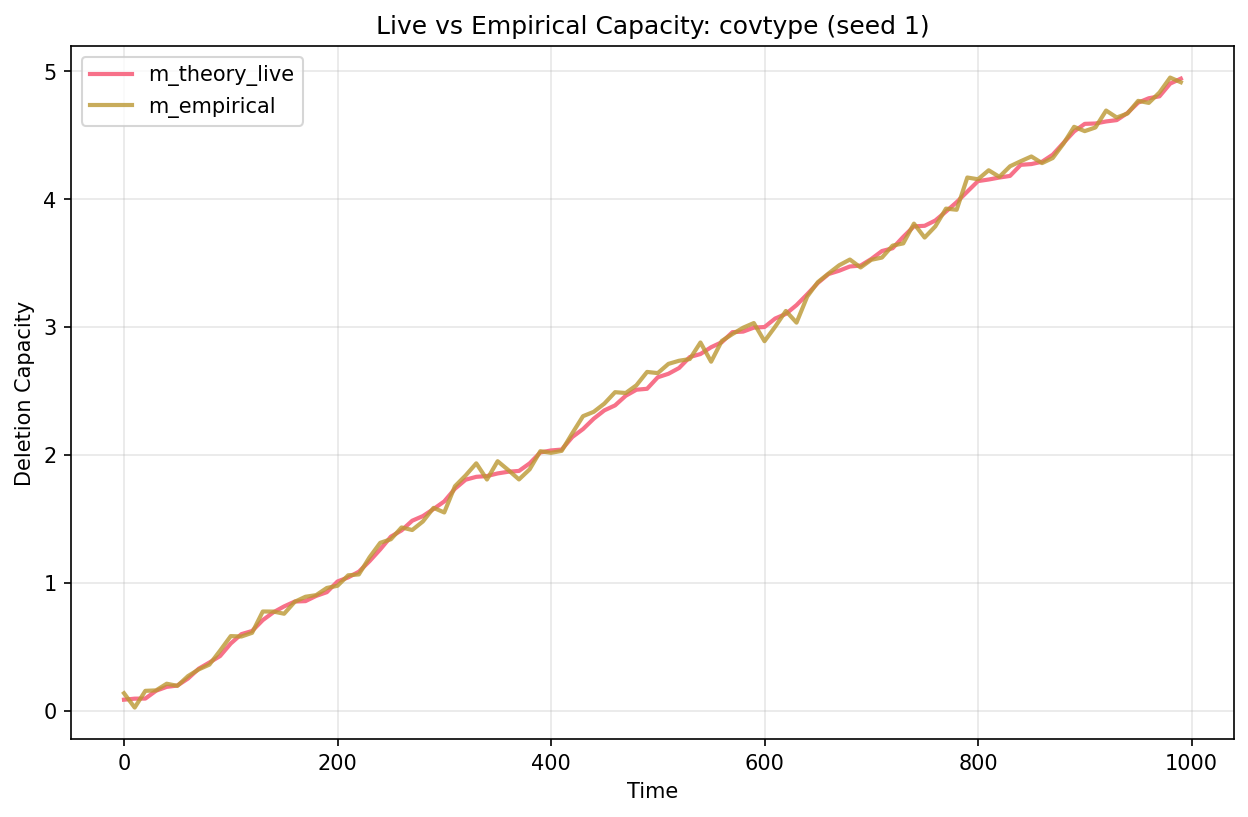 Live vs Empirical Capacity: covtype (seed 1)
m_theory_live
m_empirical
Deletion Capacity
5
4
3
2
1
0
0 200 400 600 800 1000
Time